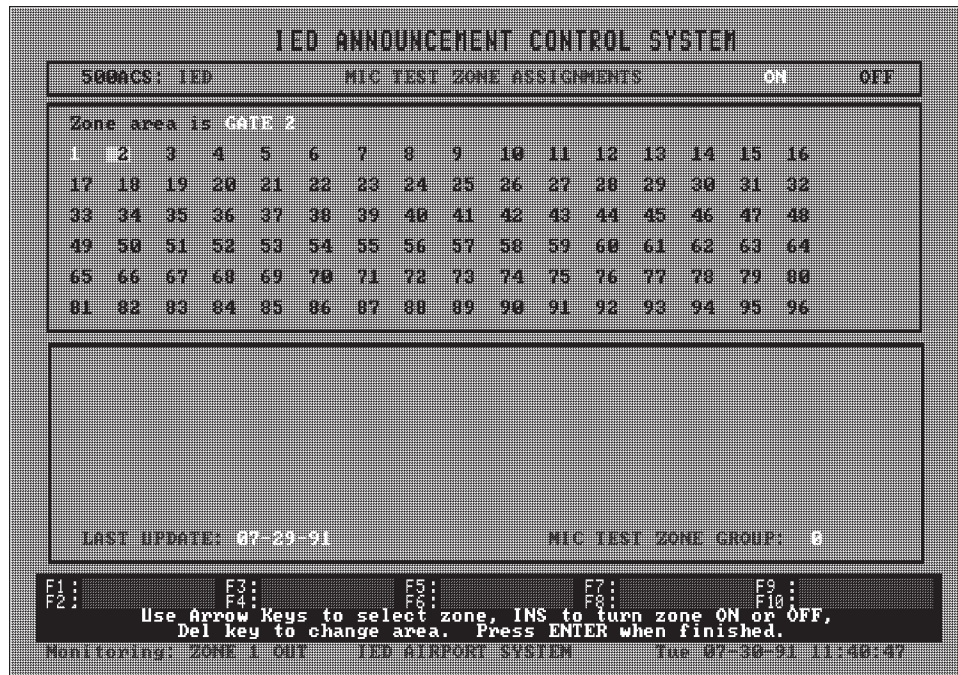 IED ANNOUNCEMENT CONTROL SYSTEM
500ACS: IED MIC TEST ZONE ASSIGNMENTS ON OFF
Zone area is GATE 2
1 2 3 4 5 6 7 8 9 10 11 12 13 14 15 16
17 18 19 20 21 22 23 24 25 26 27 28 29 30 31 32
33 34 35 36 37 38 39 40 41 42 43 44 45 46 47 48
49 50 51 52 53 54 55 56 57 58 59 60 61 62 63 64
65 66 67 68 69 70 71 72 73 74 75 76 77 78 79 80
81 82 83 84 85 86 87 88 89 90 91 92 93 94 95 96
LAST UPDATE: 07-29-91 MIC TEST ZONE GROUP: 0
F1: F3: F5: F7: F9 :
F2: F4: F6: F8: F10:
Use Arrow Keys to select zone, INS to turn zone ON or OFF,
Del key to change area. Press ENTER when finished.
Monitoring: ZONE 1 OUT IED AIRPORT SYSTEM Tue 07-30-91 11:40:47